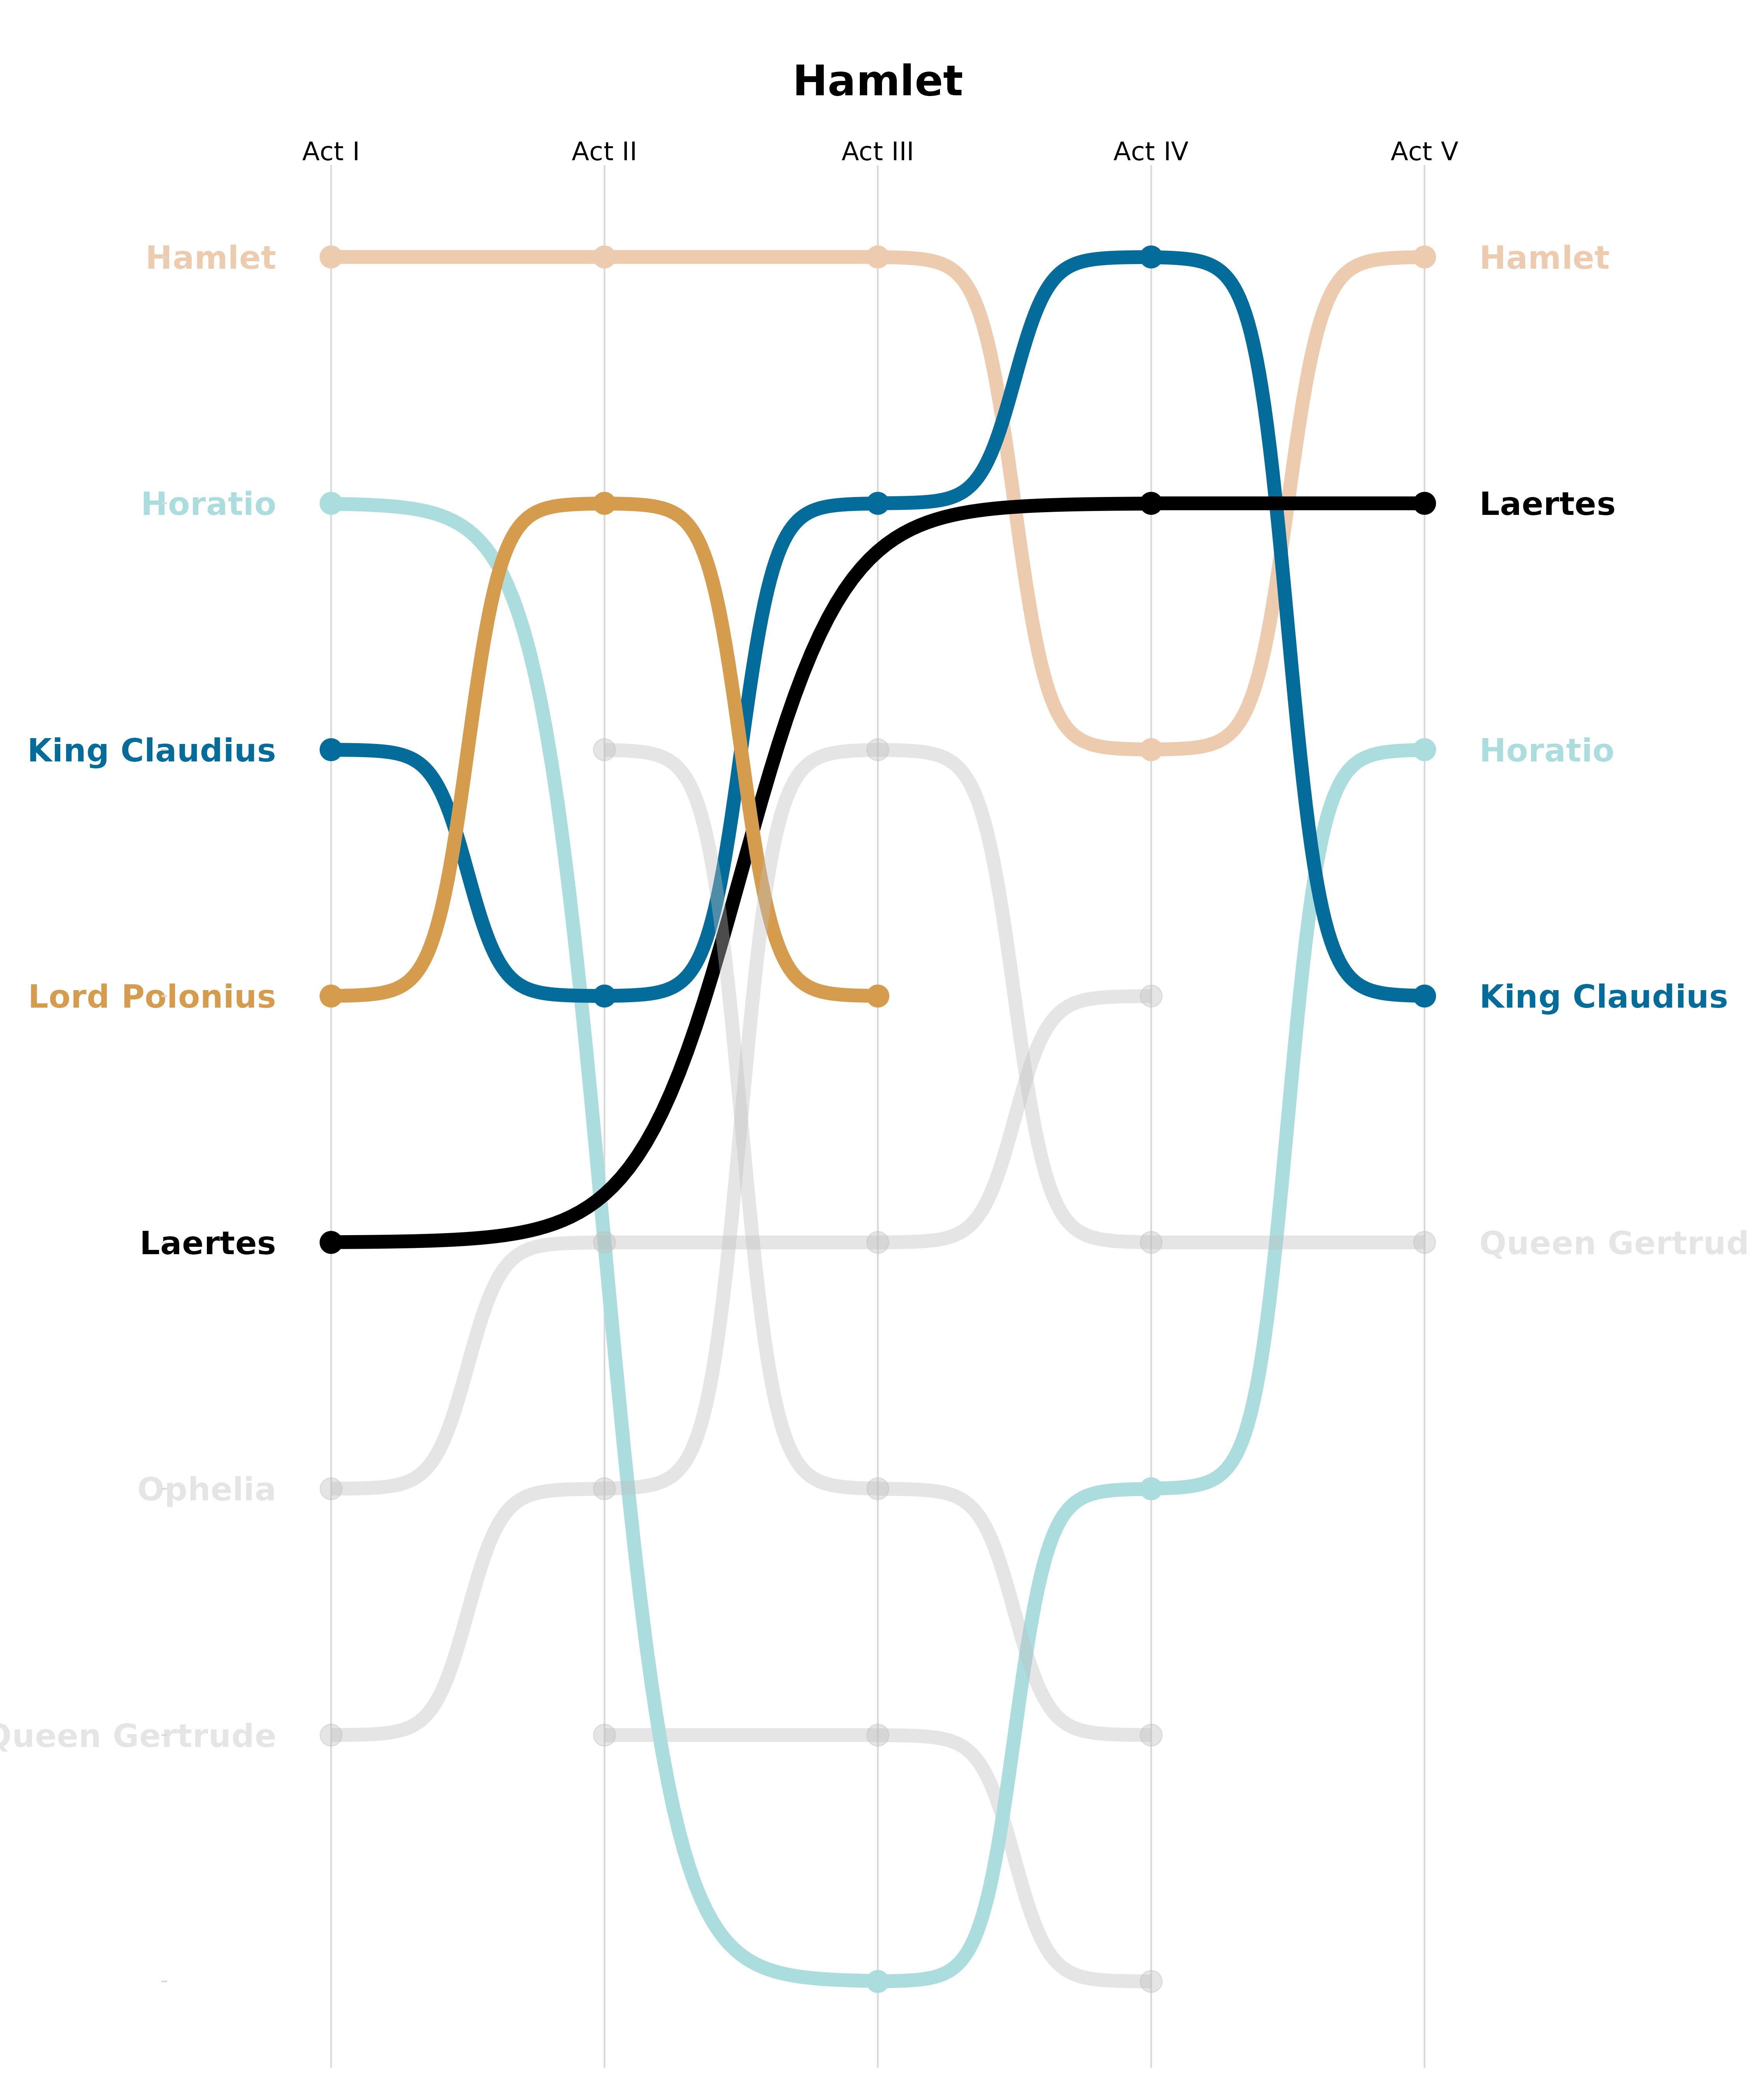 Hamlet
Act I Act II Act III Act IV Act V
Hamlet Hamlet
Horatio Laertes
King Claudius Horatio
Lord Polonius King Claudius
Laertes Queen Gertrud
Ophelia
Queen Gertrude